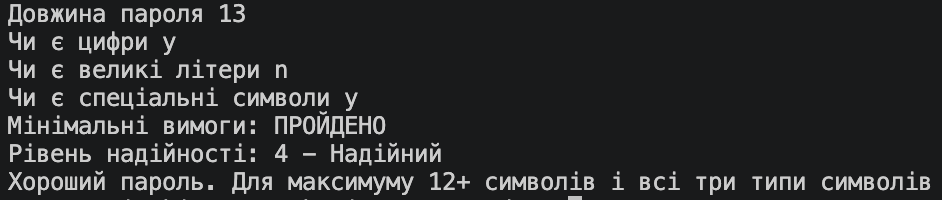 Довжина пароля 13
Чи є цифри y
Чи є великі літери n
Чи є спеціальні символи y
Мінімальні вимоги: ПРОЙДЕНО
Рівень надійності: 4 – Надійний
Хороший пароль. Для максимуму 12+ символів і всі три типи символів